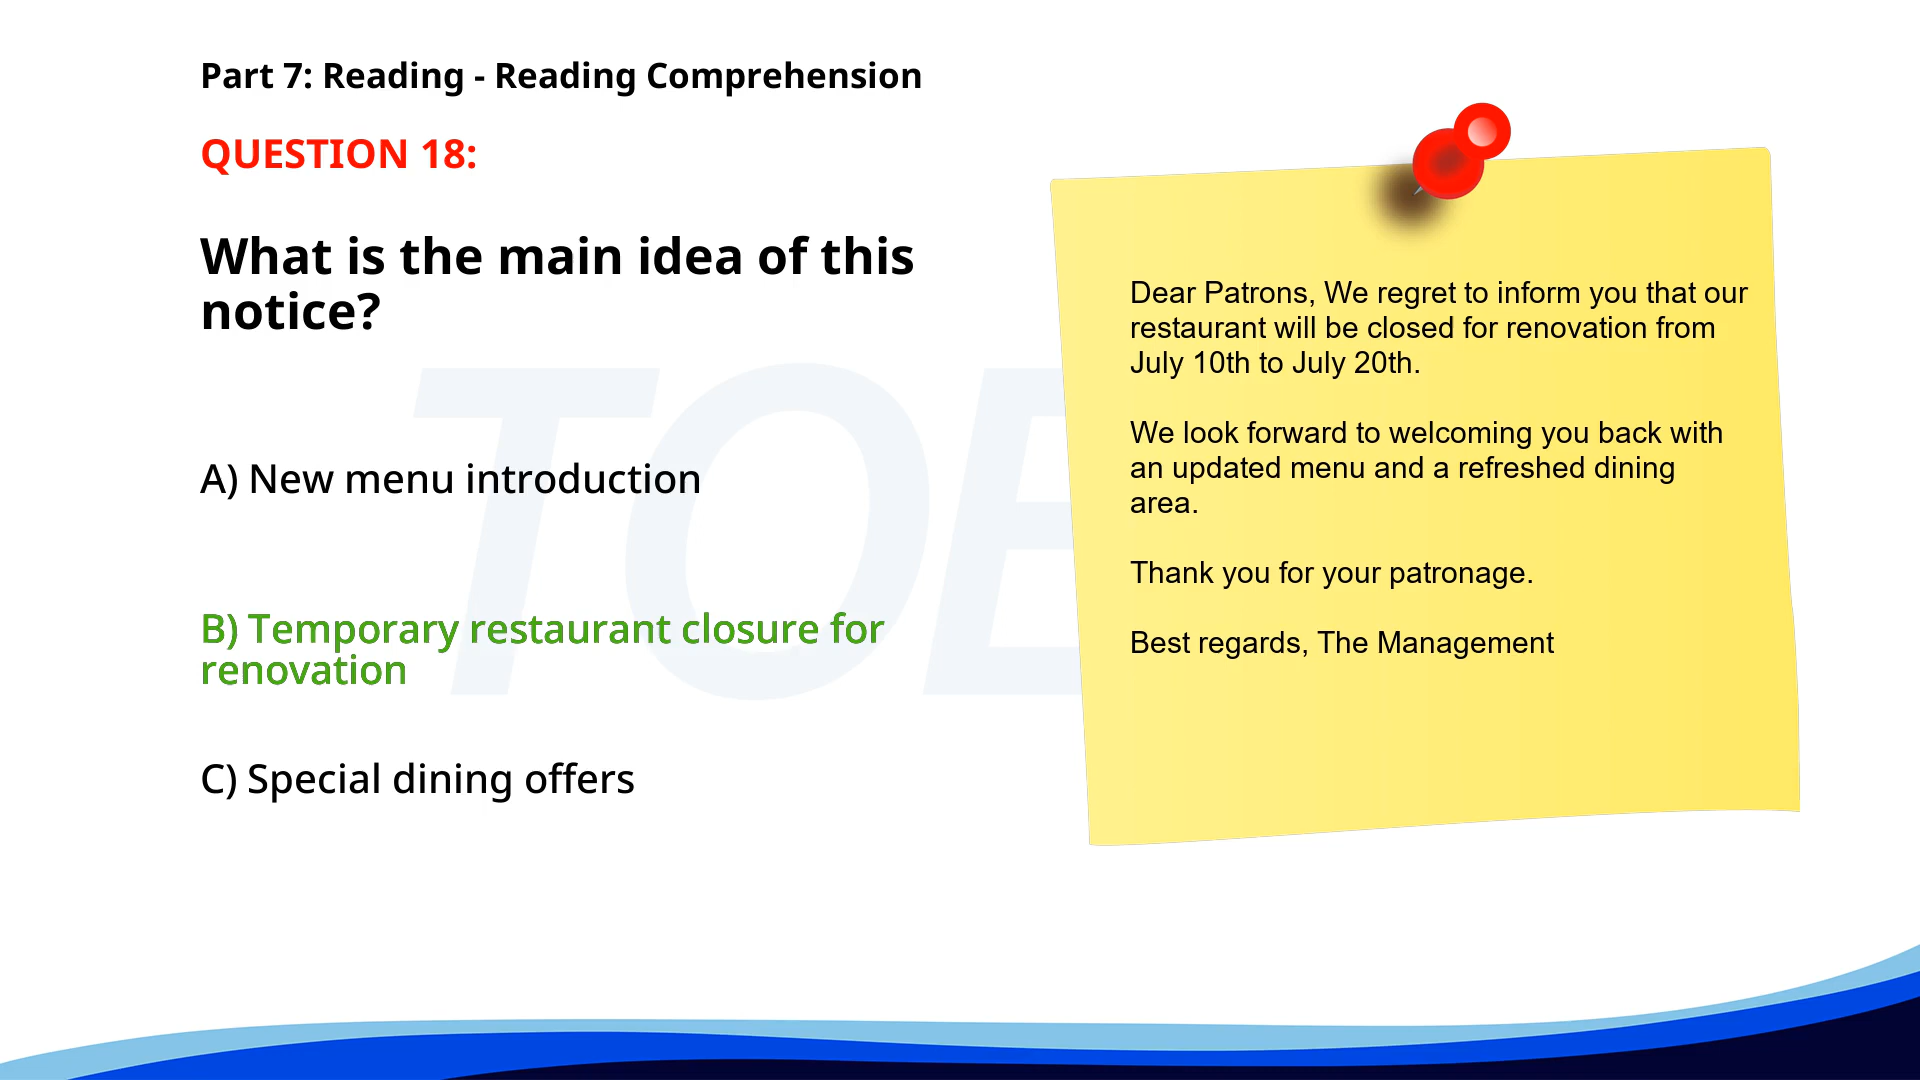 Part 7: Reading - Reading Comprehension
QUESTION 18:
What is the main idea of this
notice?
A) New menu introduction
B) Temporary restaurant closure for
renovation
C) Special dining offers
Dear Patrons, We regret to inform you that our
restaurant will be closed for renovation from
July 10th to July 20th.
We look forward to welcoming you back with
an updated menu and a refreshed dining
area.
Thank you for your patronage.
Best regards, The Management